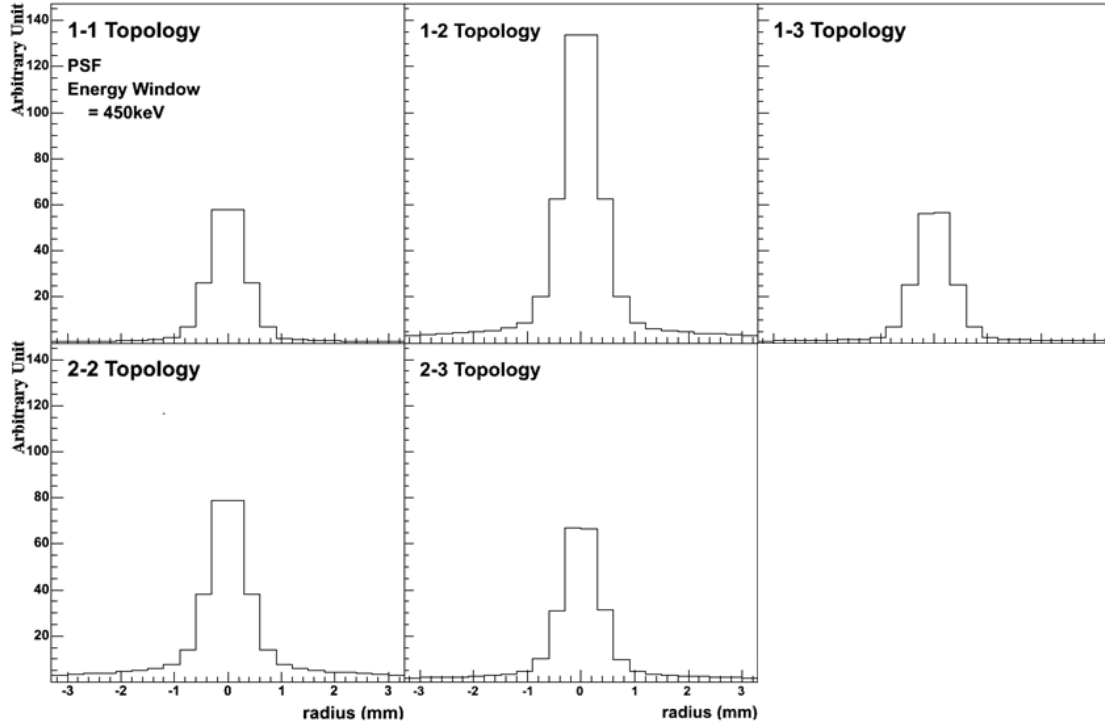 1-1 Topology
PSF
Energy Window
= 450keV
Arbitrary Unit
140
120
100
80
60
40
20
1-2 Topology
1-3 Topology
2-2 Topology
Arbitrary Unit
140
120
100
80
60
40
20
-3 -2 -1 0 1 2 3
radius (mm)
2-3 Topology
-3 -2 -1 0 1 2 3
radius (mm)